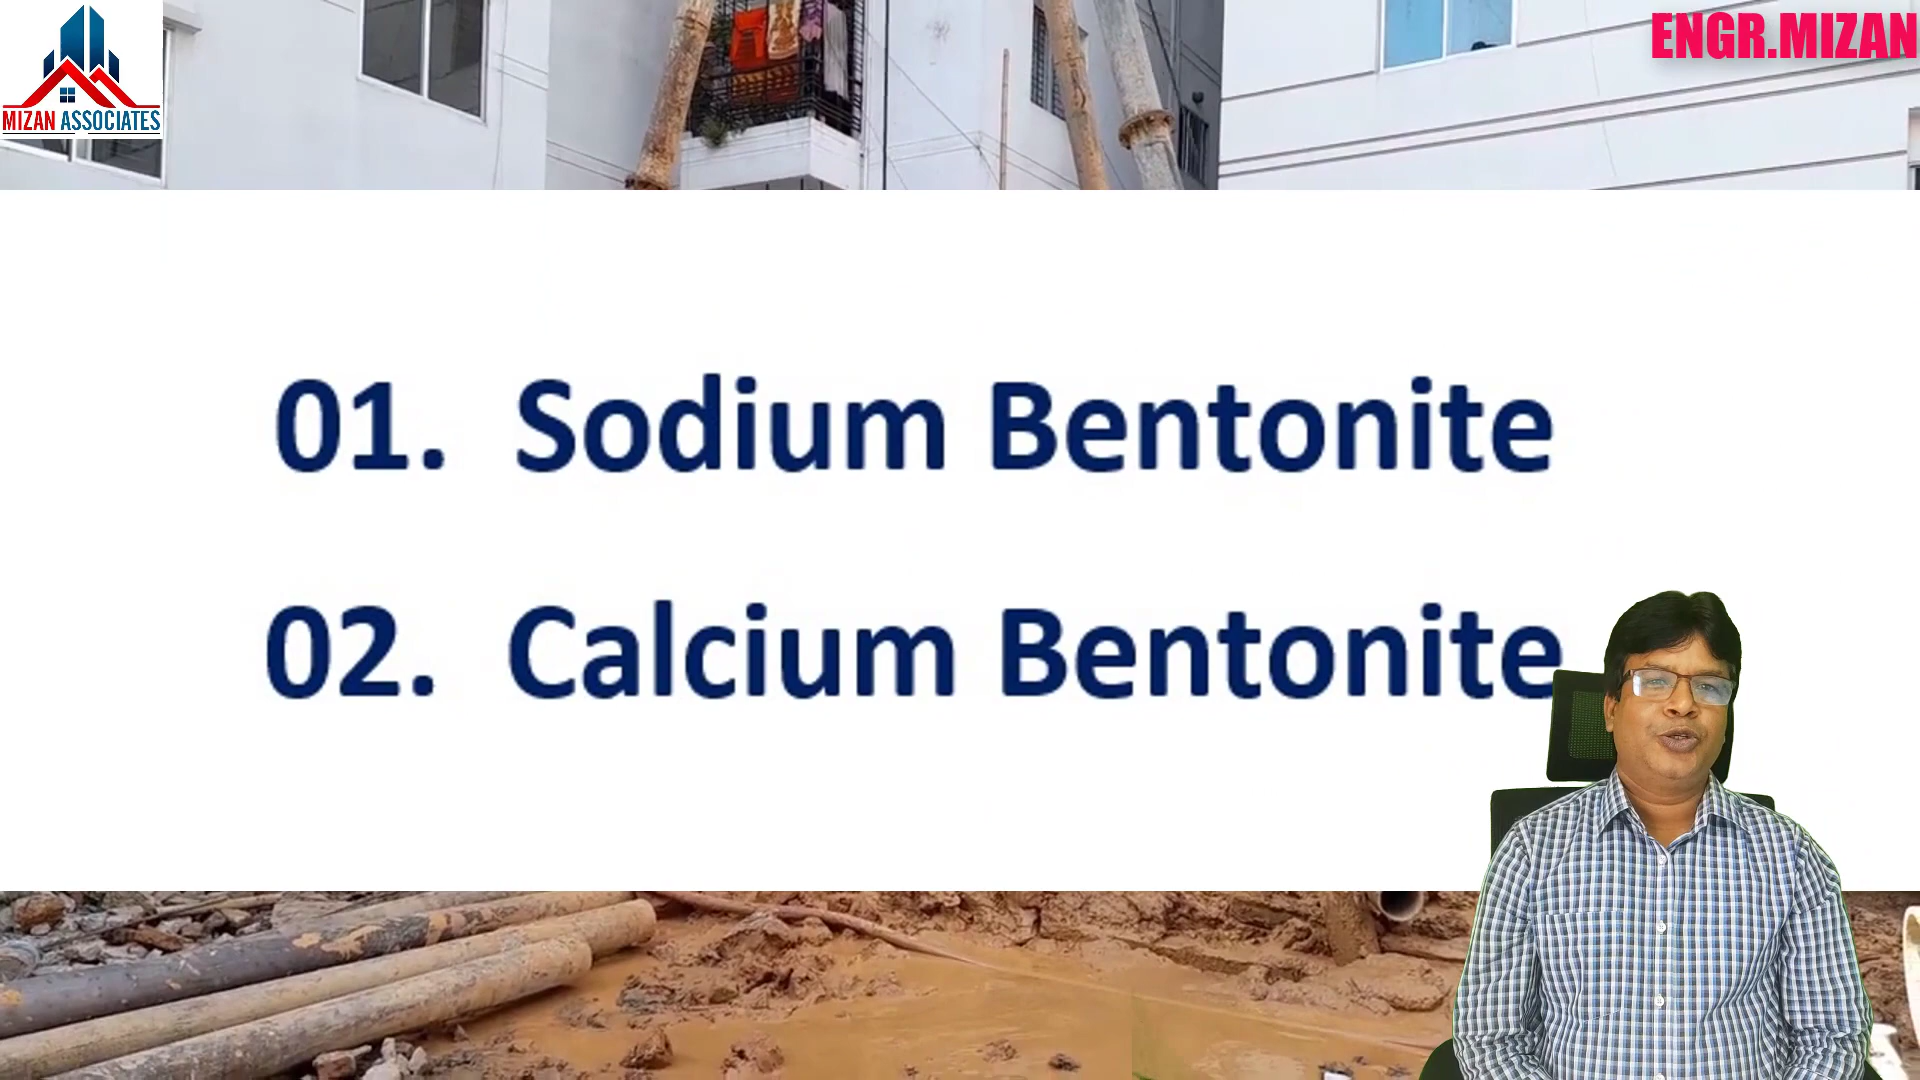 MIZAN ASSOCIATES
ENGR.MIZAN
01. Sodium Bentonite
02. Calcium Bentonite